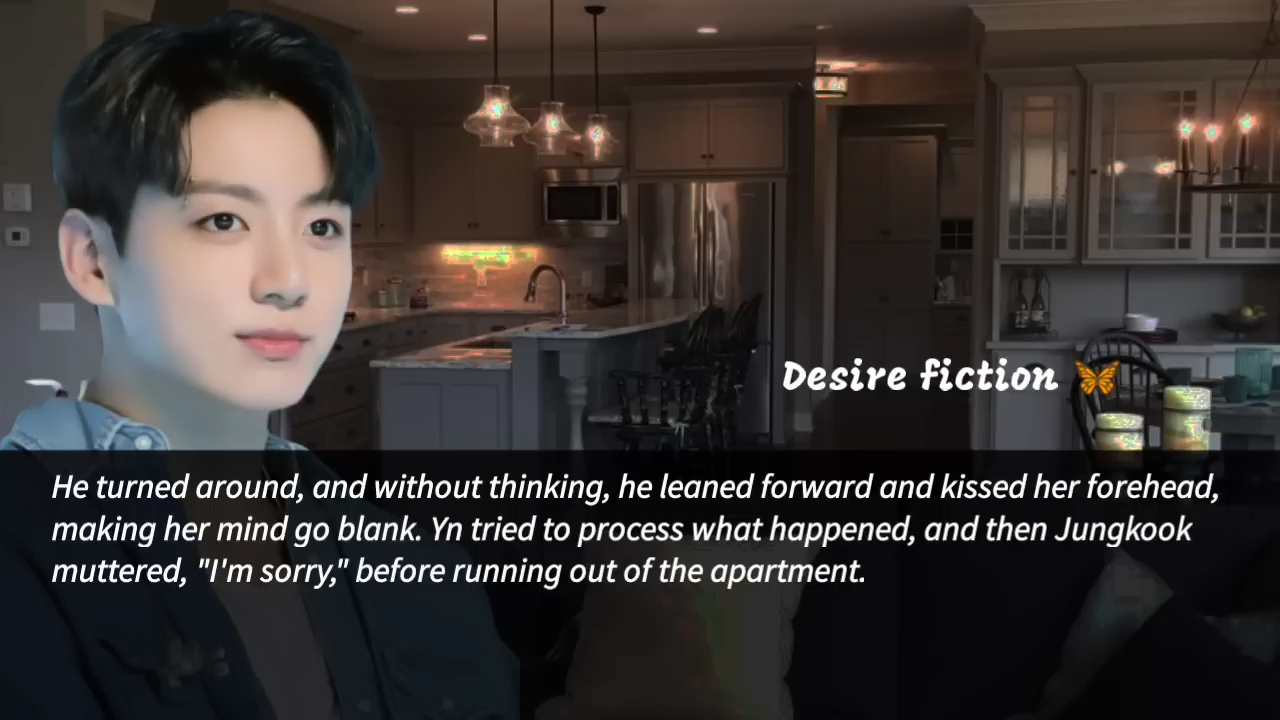 Desire fiction 🦋
He turned around, and without thinking, he leaned forward and kissed her forehead,
making her mind go blank. Yn tried to process what happened, and then Jungkook
muttered, "I'm sorry," before running out of the apartment.